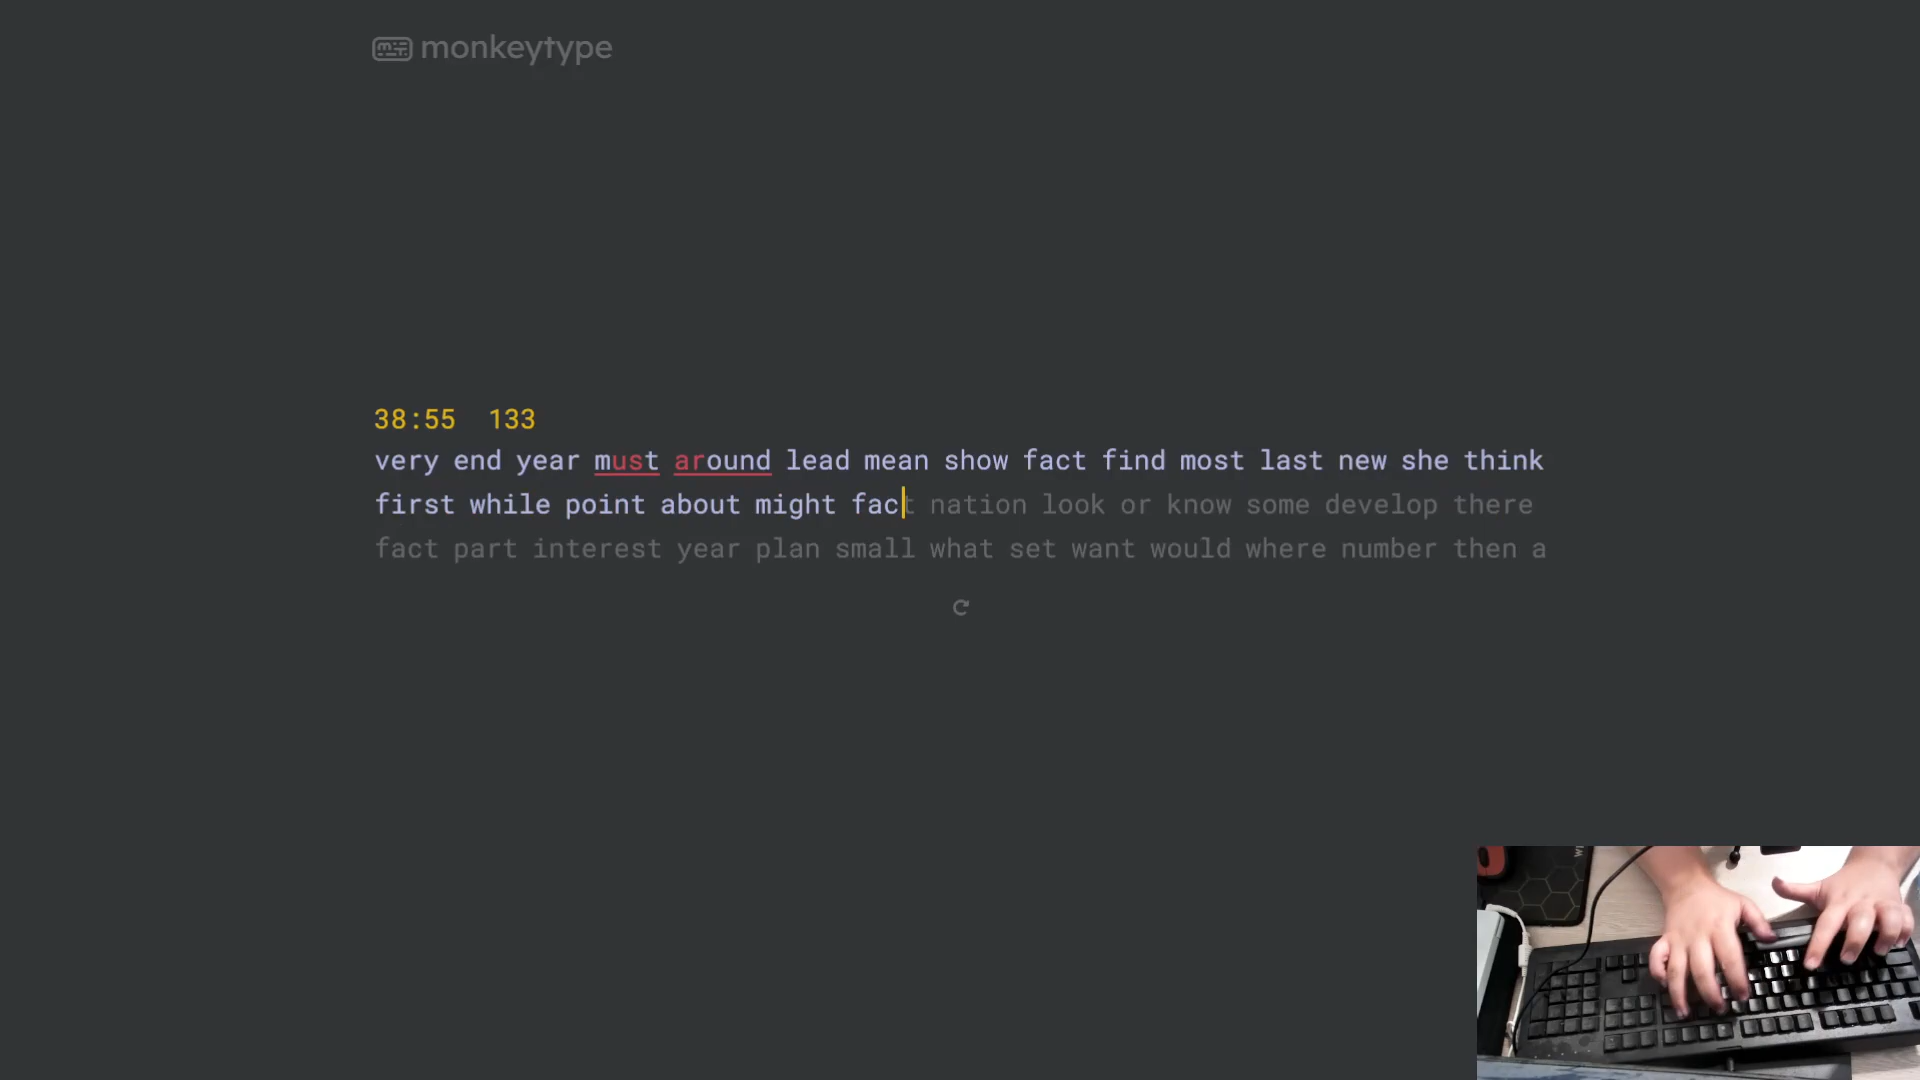 monkeytype
38:55 133
very end year must around lead mean show fact find most last new she think
first while point about might fact nation look or know some develop there
fact part interest year plan small what set want would where number then a